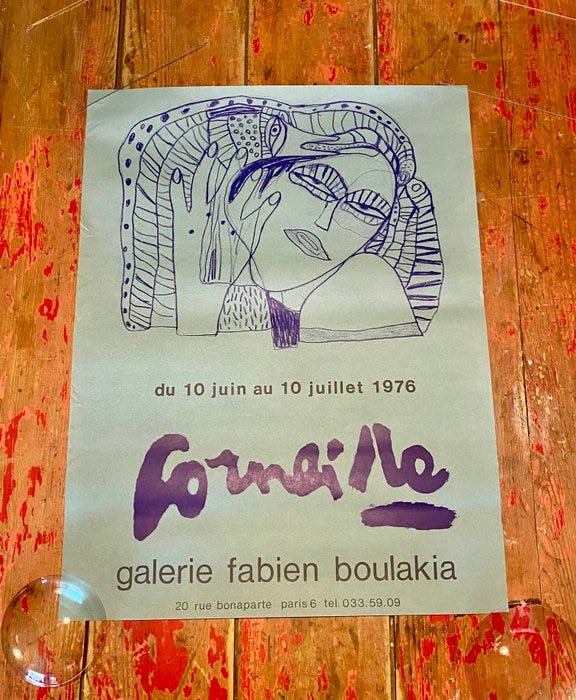 du 10 juin au 10 juillet 1976
Corneille
galerie fabien boulakia
20 rue bonaparte paris 6 tel. 033.59.09